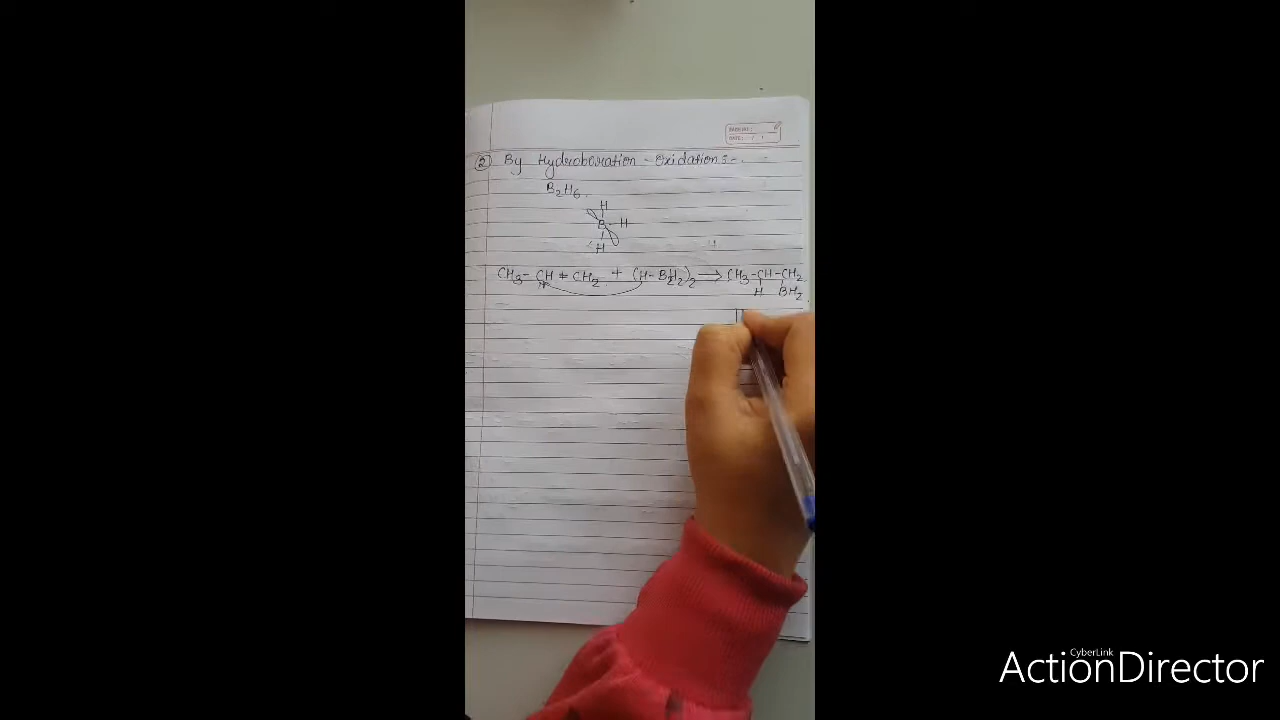 ② By Hydroboration - Oxidation :-
B₂H₆.
H
B - H
H
CH₃ - CH = CH₂ + (H - BH₂)₂ ⟹ CH₃ - CH - CH₂
H BH₂
CyberLink
ActionDirector